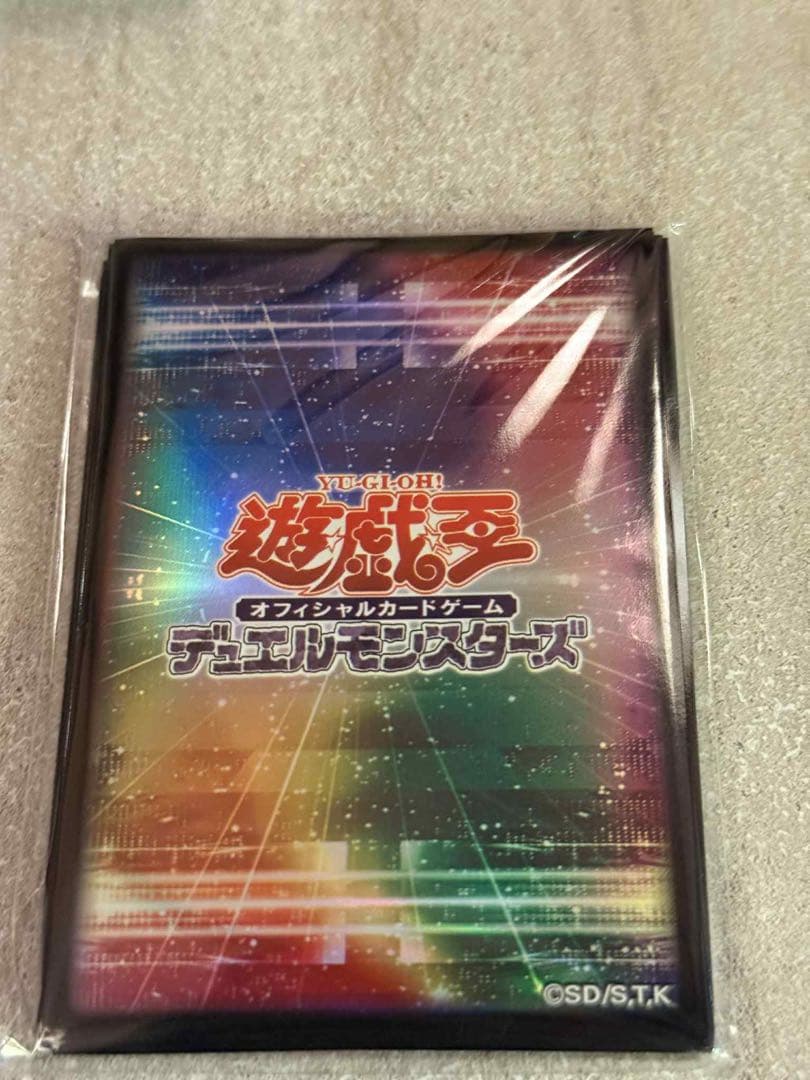 YU-GI-OH!
遊戯王
オフィシャルカードゲーム
デュエルモンスターズ
©SD/S,T,K